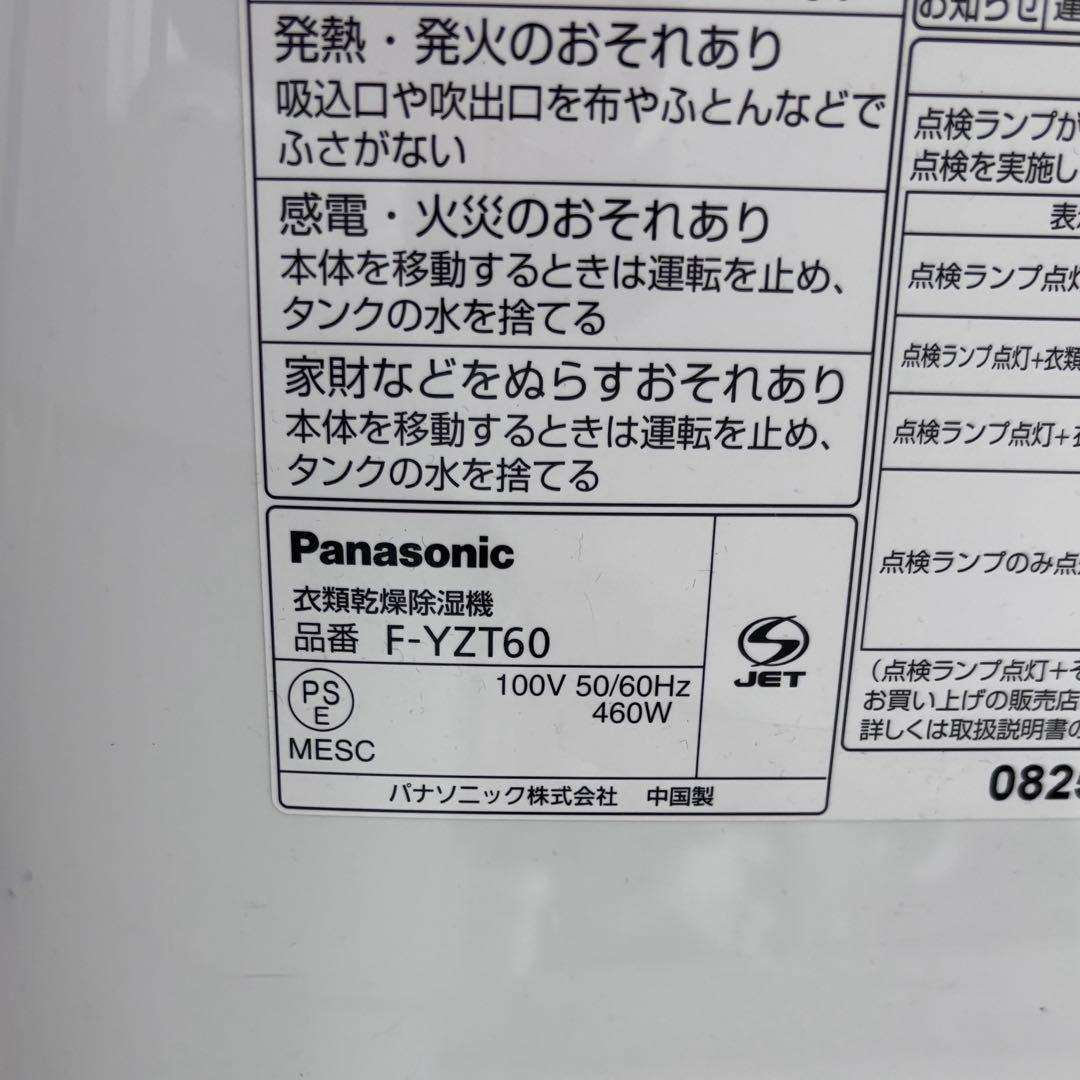 発熱・発火のおそれあり
吸込口や吹出口を布やふとんなどで
ふさがない
感電・火災のおそれあり
本体を移動するときは運転を止め、
タンクの水を捨てる
家財などをぬらすおそれあり
本体を移動するときは運転を止め、
タンクの水を捨てる
Panasonic
衣類乾燥除湿機
品番 F-YZT60
PS
E
100V 50/60Hz
460W
MESC
JET
パナソニック株式会社 中国製
お知らせ
点検ランプが
点検を実施し
表
点検ランプ点灯
点検ランプ点灯+衣類
点検ランプ点灯+
点検ランプのみ点
(点検ランプ点灯+そ
お買い上げの販売店
詳しくは取扱説明書の
0825